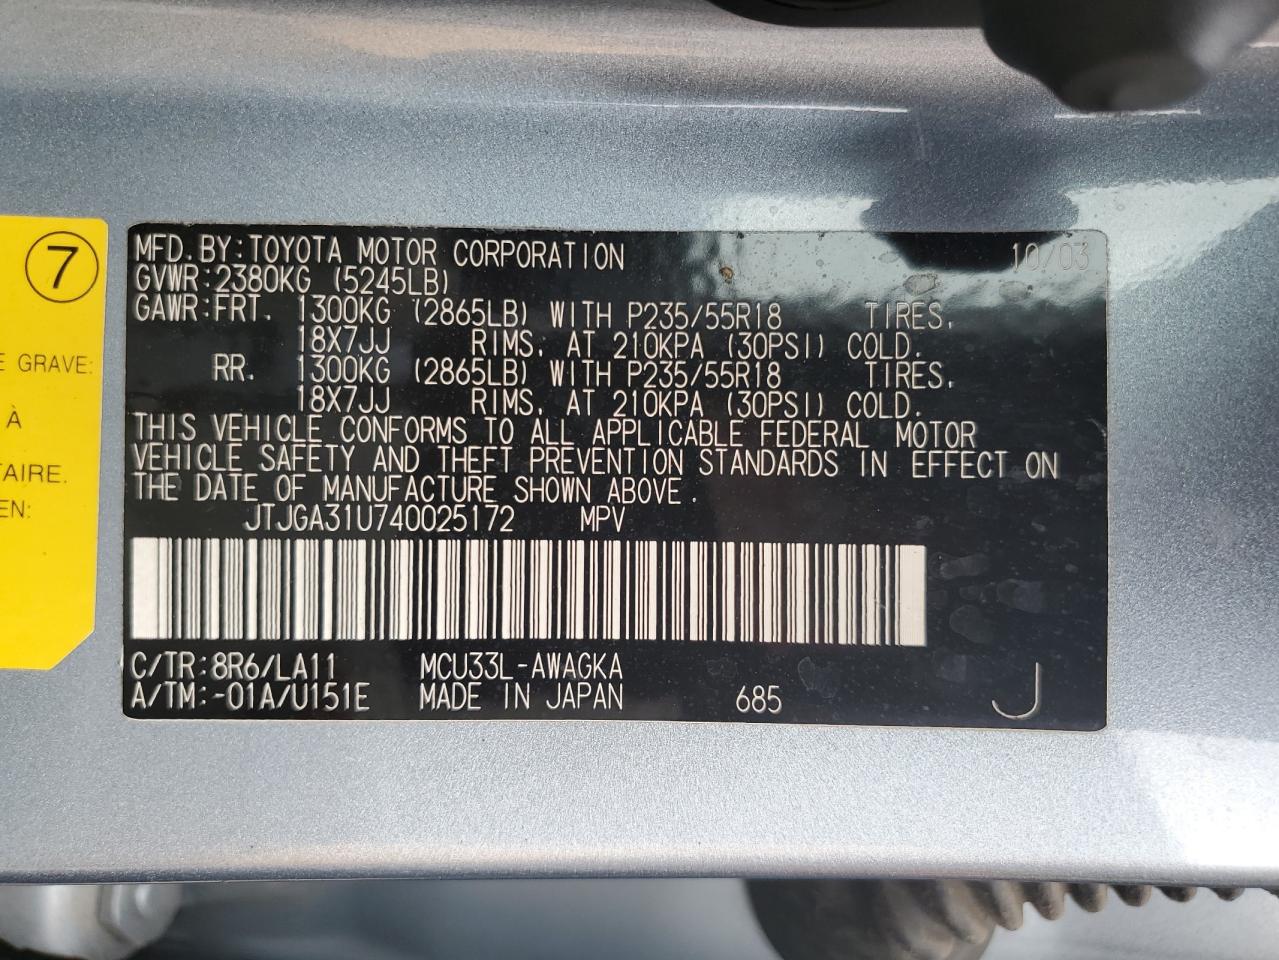 7
E GRAVE:
À
TAIRE.
EN:
MFD.BY:TOYOTA MOTOR CORPORATION 10/03
GVWR:2380KG (5245LB)
GAWR:FRT. 1300KG (2865LB) WITH P235/55R18 TIRES,
18X7JJ RIMS, AT 210KPA (30PSI) COLD.
RR. 1300KG (2865LB) WITH P235/55R18 TIRES,
18X7JJ RIMS, AT 210KPA (30PSI) COLD.
THIS VEHICLE CONFORMS TO ALL APPLICABLE FEDERAL MOTOR
VEHICLE SAFETY AND THEFT PREVENTION STANDARDS IN EFFECT ON
THE DATE OF MANUFACTURE SHOWN ABOVE.
JTJGA31U740025172 MPV
C/TR:8R6/LA11 MCU33L-AWAGKA
A/TM:-01A/U151E MADE IN JAPAN 685 J